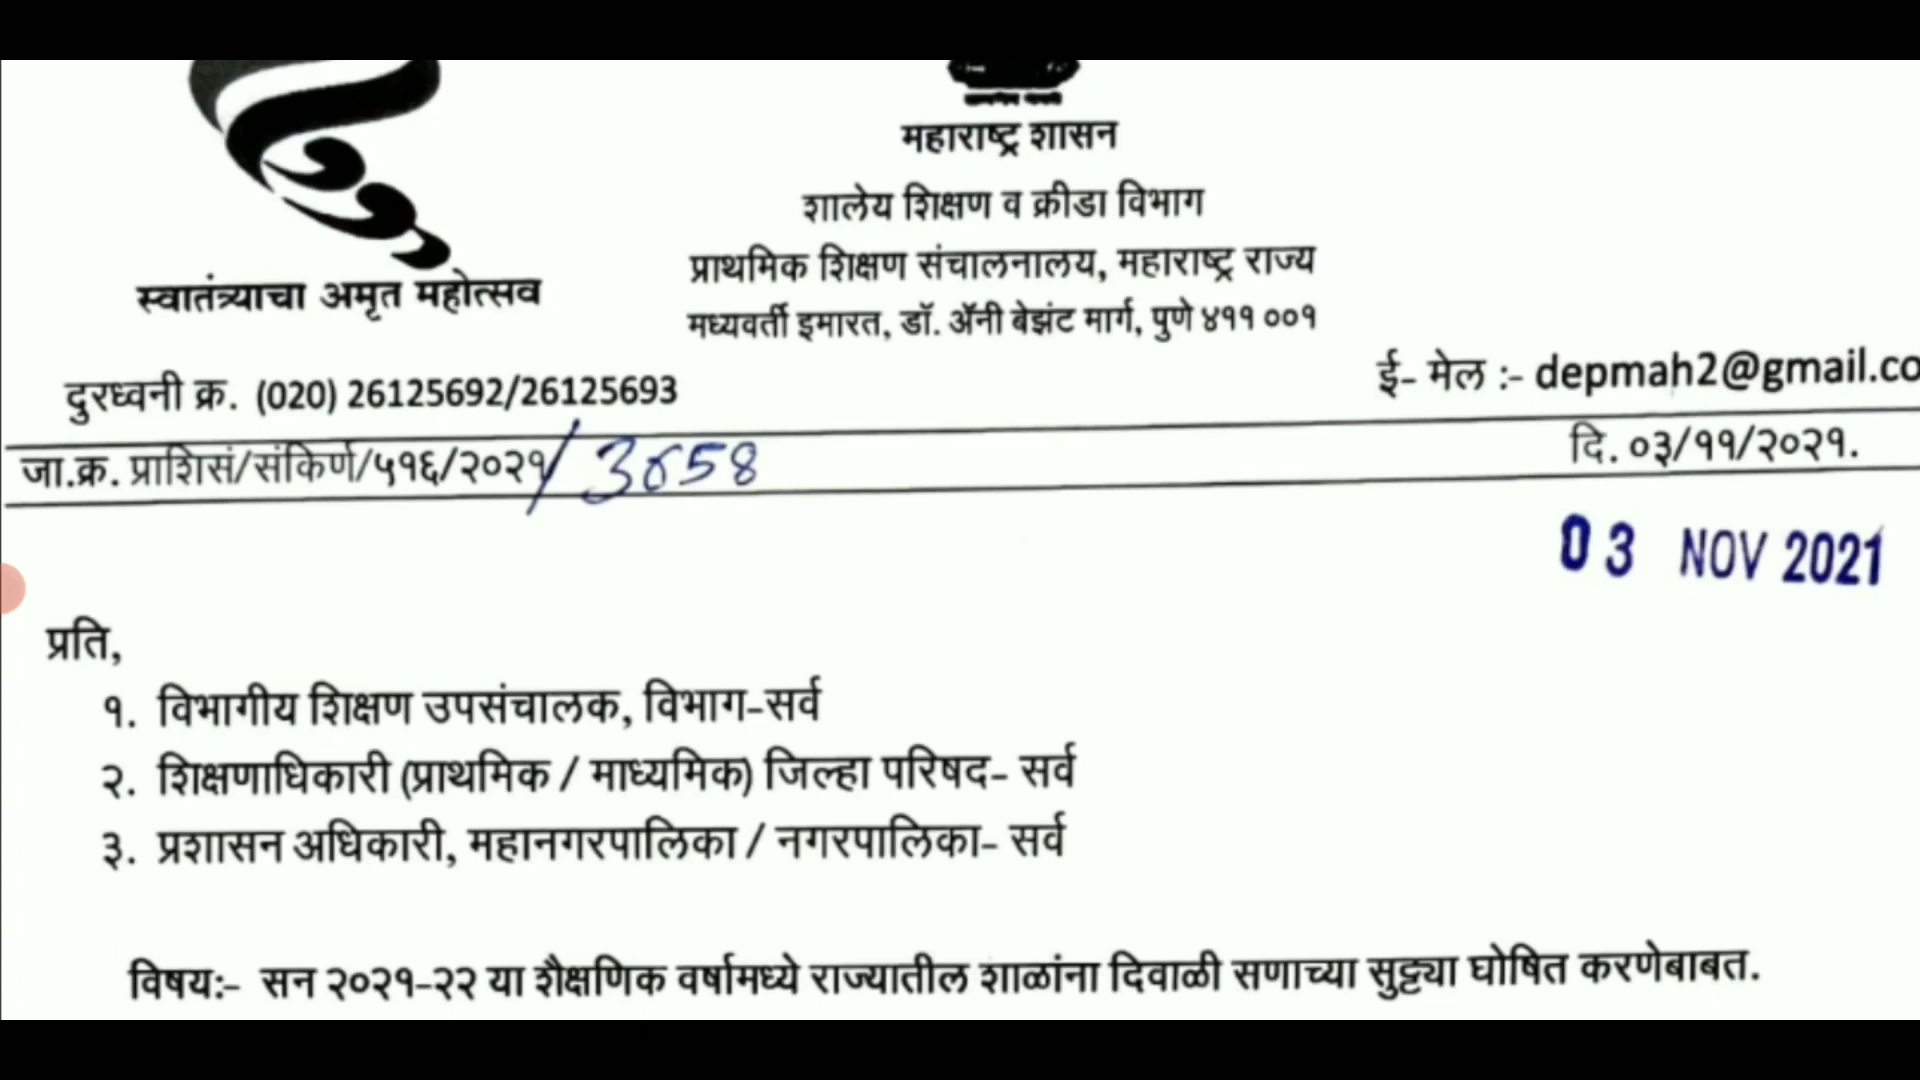 महाराष्ट्र शासन
शालेय शिक्षण व क्रीडा विभाग
प्राथमिक शिक्षण संचालनालय, महाराष्ट्र राज्य
मध्यवर्ती इमारत, डॉ. ॲनी बेझंट मार्ग, पुणे ४११ ००१
स्वातंत्र्याचा अमृत महोत्सव
दुरध्वनी क्र. (020) 26125692/26125693
ई- मेल :- depmah2@gmail.co
जा.क्र. प्राशिसं/संकिर्ण/५१६/२०२१/3658
दि. ०३/११/२०२१.
03 NOV 2021
प्रति,
१. विभागीय शिक्षण उपसंचालक, विभाग-सर्व
२. शिक्षणाधिकारी (प्राथमिक / माध्यमिक) जिल्हा परिषद- सर्व
३. प्रशासन अधिकारी, महानगरपालिका / नगरपालिका- सर्व
विषय:- सन २०२१-२२ या शैक्षणिक वर्षामध्ये राज्यातील शाळांना दिवाळी सणाच्या सुट्ट्या घोषित करणेबाबत.